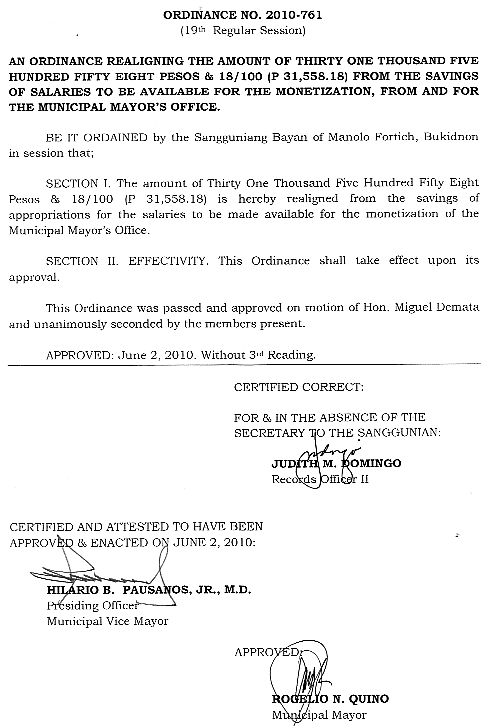 ORDINANCE NO. 2010-761
(19th Regular Session)
AN ORDINANCE REALIGNING THE AMOUNT OF THIRTY ONE THOUSAND FIVE
HUNDRED FIFTY EIGHT PESOS & 18/100 (P 31,558.18) FROM THE SAVINGS
OF SALARIES TO BE AVAILABLE FOR THE MONETIZATION, FROM AND FOR
THE MUNICIPAL MAYOR'S OFFICE.
BE IT ORDAINED by the Sangguniang Bayan of Manolo Fortich, Bukidnon
in session that;
SECTION I. The amount of Thirty One Thousand Five Hundred Fifty Eight
Pesos & 18/100 (P 31,558.18) is hereby realigned from the savings of
appropriations for the salaries to be made available for the monetization of the
Municipal Mayor's Office.
SECTION II. EFFECTIVITY. This Ordinance shall take effect upon its
approval.
This Ordinance was passed and approved on motion of Hon. Miguel Demata
and unanimously seconded by the members present.
APPROVED: June 2, 2010. Without 3rd Reading.
CERTIFIED CORRECT:
FOR & IN THE ABSENCE OF THE
SECRETARY TO THE SANGGUNIAN:
JUDITH M. DOMINGO
Records Officer II
CERTIFIED AND ATTESTED TO HAVE BEEN
APPROVED & ENACTED ON JUNE 2, 2010:
HILARIO B. PAUSANOS, JR., M.D.
Presiding Officer
Municipal Vice Mayor
APPROVED:
ROGELIO N. QUINO
Municipal Mayor